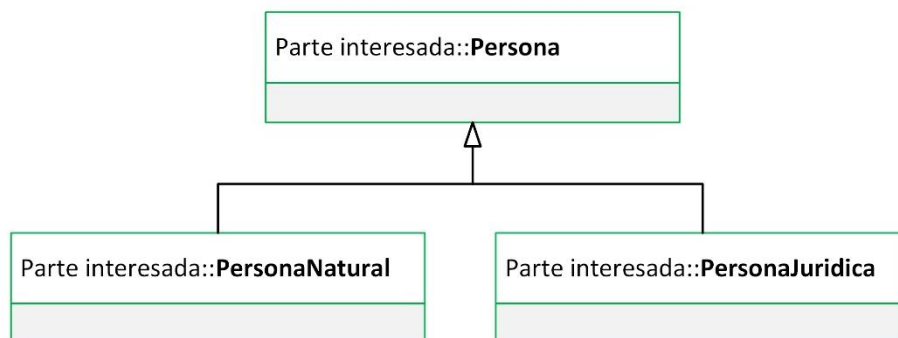 Parte interesada::Persona
Parte interesada::PersonaNatural
Parte interesada::PersonaJuridica